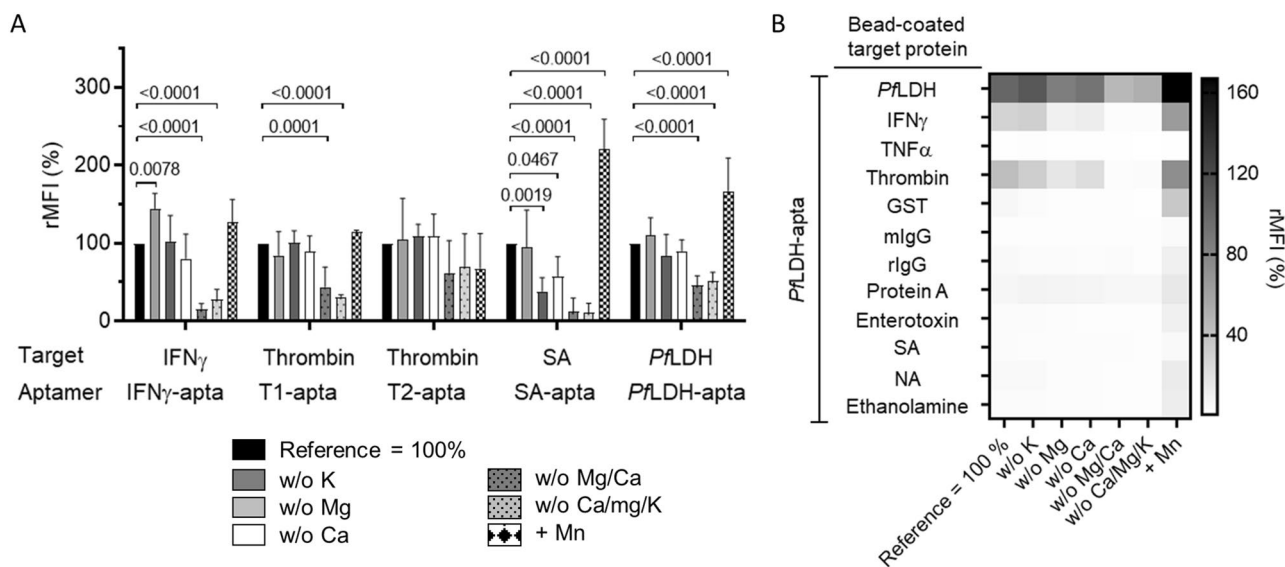 A
<0.0001
<0.0001
<0.0001
<0.0001
<0.0001
<0.0001
<0.0001
<0.0001
<0.0001
0.0001
<0.0001
<0.0001
0.0467
0.0078
0.0019
rMFI (%)
300
200
100
0
Target IFNγ Thrombin Thrombin SA PfLDH
Aptamer IFNγ-apta T1-apta T2-apta SA-apta PfLDH-apta
Reference = 100%
w/o K
w/o Mg
w/o Ca
w/o Mg/Ca
w/o Ca/mg/K
+ Mn
B
Bead-coated
target protein
PfLDH-apta
PfLDH
IFNγ
TNFα
Thrombin
GST
mIgG
rIgG
Protein A
Enterotoxin
SA
NA
Ethanolamine
Reference = 100 %
w/o K
w/o Mg
w/o Ca
w/o Mg/Ca
w/o Ca/Mg/K
+ Mn
160
120
80
40
rMFI (%)